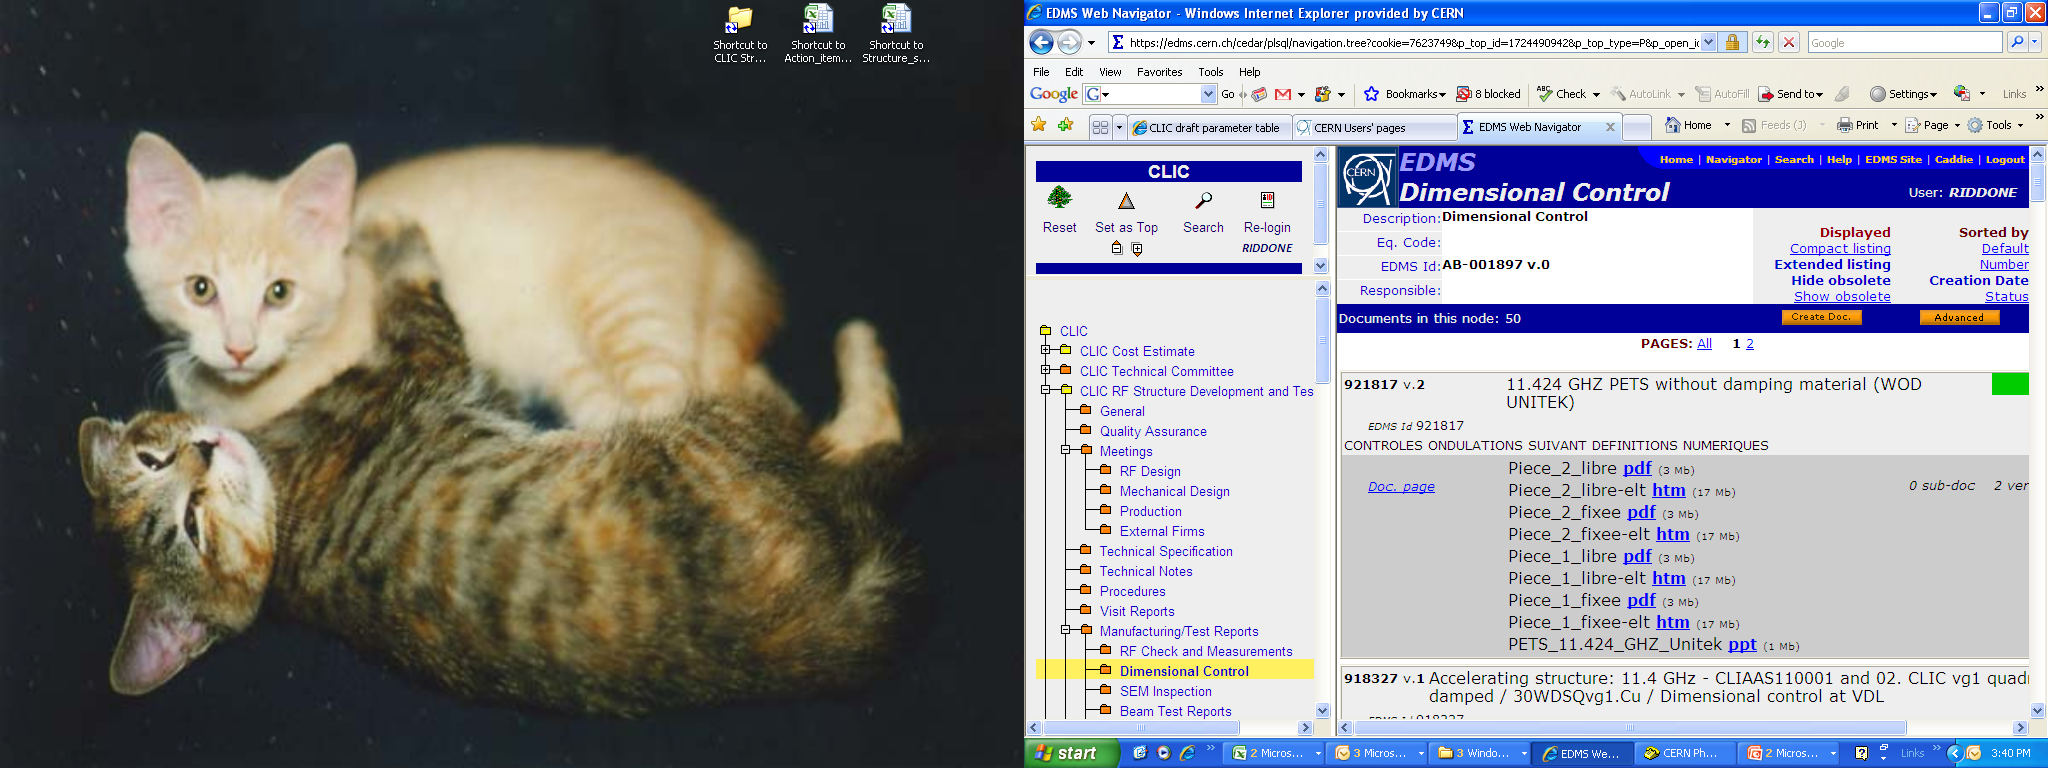 Shortcut to
CLIC Str...
Shortcut to
Action_item...
Shortcut to
Structure_s...
EDMS Web Navigator - Windows Internet Explorer provided by CERN
https://edms.cern.ch/cedar/plsql/navigation.tree?cookie=7623749&p_top_id=1724490942&p_top_type=P&p_open_i
Google
File Edit View Favorites Tools Help
Google G Go Bookmarks 8 blocked ABC Check AutoLink AutoFill Send to Settings Links »
CLIC draft parameter table CERN Users' pages EDMS Web Navigator Home Feeds (J) Print Page Tools »
CLIC
Reset Set as Top Search Re-login
RIDDONE
CLIC
CLIC Cost Estimate
CLIC Technical Committee
CLIC RF Structure Development and Tes
General
Quality Assurance
Meetings
RF Design
Mechanical Design
Production
External Firms
Technical Specification
Technical Notes
Procedures
Visit Reports
Manufacturing/Test Reports
RF Check and Measurements
Dimensional Control
SEM Inspection
Beam Test Reports
CERN
EDMS
Home | Navigator | Search | Help | EDMS Site | Caddie | Logout
Dimensional Control
User: RIDDONE
Description: Dimensional Control
Eq. Code:
EDMS Id: AB-001897 v.0
Responsible:
Displayed Sorted by
Compact listing Default
Extended listing Number
Hide obsolete Creation Date
Show obsolete Status
Documents in this node: 50 Create Doc. Advanced
PAGES: All 1 2
921817 v.2 11.424 GHZ PETS without damping material (WOD
UNITEK)
EDMS Id 921817
CONTROLES ONDULATIONS SUIVANT DEFINITIONS NUMERIQUES
Piece_2_libre pdf (3 Mb)
Doc. page 0 sub-doc 2 ver
Piece_2_libre-elt htm (17 Mb)
Piece_2_fixee pdf (3 Mb)
Piece_2_fixee-elt htm (17 Mb)
Piece_1_libre pdf (3 Mb)
Piece_1_libre-elt htm (17 Mb)
Piece_1_fixee pdf (3 Mb)
Piece_1_fixee-elt htm (17 Mb)
PETS_11.424_GHZ_Unitek ppt (1 Mb)
918327 v.1 Accelerating structure: 11.4 GHz - CLIAAS110001 and 02. CLIC vg1 quad
damped / 30WDSQvg1.Cu / Dimensional control at VDL
EDMS Id 918327
start » 2 Micros... 3 Micros... 3 Windo... EDMS We... CERN Ph... 2 Micros... Links » 3:40 PM